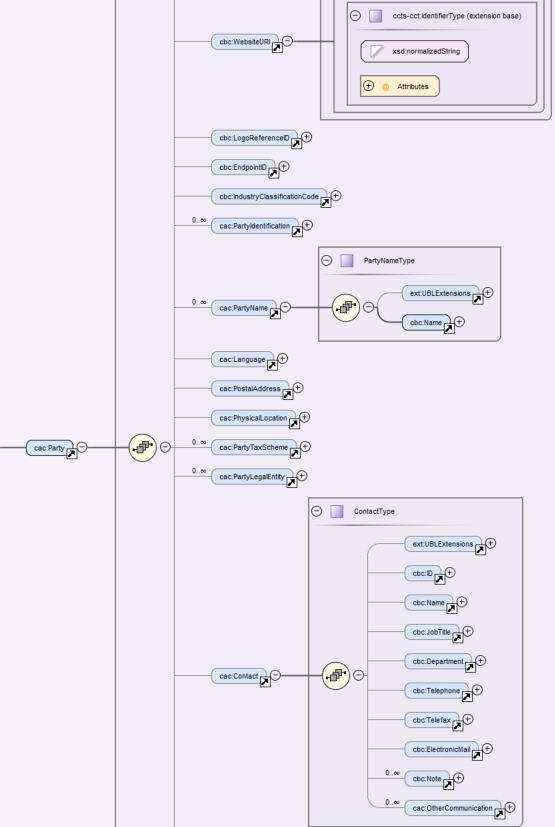 ccts-cct:IdentifierType (extension base)
cbc:WebsiteURI
xsd:normalizedString
Attributes
cbc:LogoReferenceID
cbc:EndpointID
cbc:IndustryClassificationCode
0..∞
cac:PartyIdentification
PartyNameType
ext:UBLExtensions
0..∞
cac:PartyName
cbc:Name
cac:Language
cac:PostalAddress
cac:PhysicalLocation
0..∞
cac:Party
cac:PartyTaxScheme
0..∞
cac:PartyLegalEntity
ContactType
ext:UBLExtensions
cbc:ID
cbc:Name
cbc:JobTitle
cbc:Department
cac:Contact
cbc:Telephone
cbc:Telefax
cbc:ElectronicMail
0..∞
cbc:Note
0..∞
cac:OtherCommunication